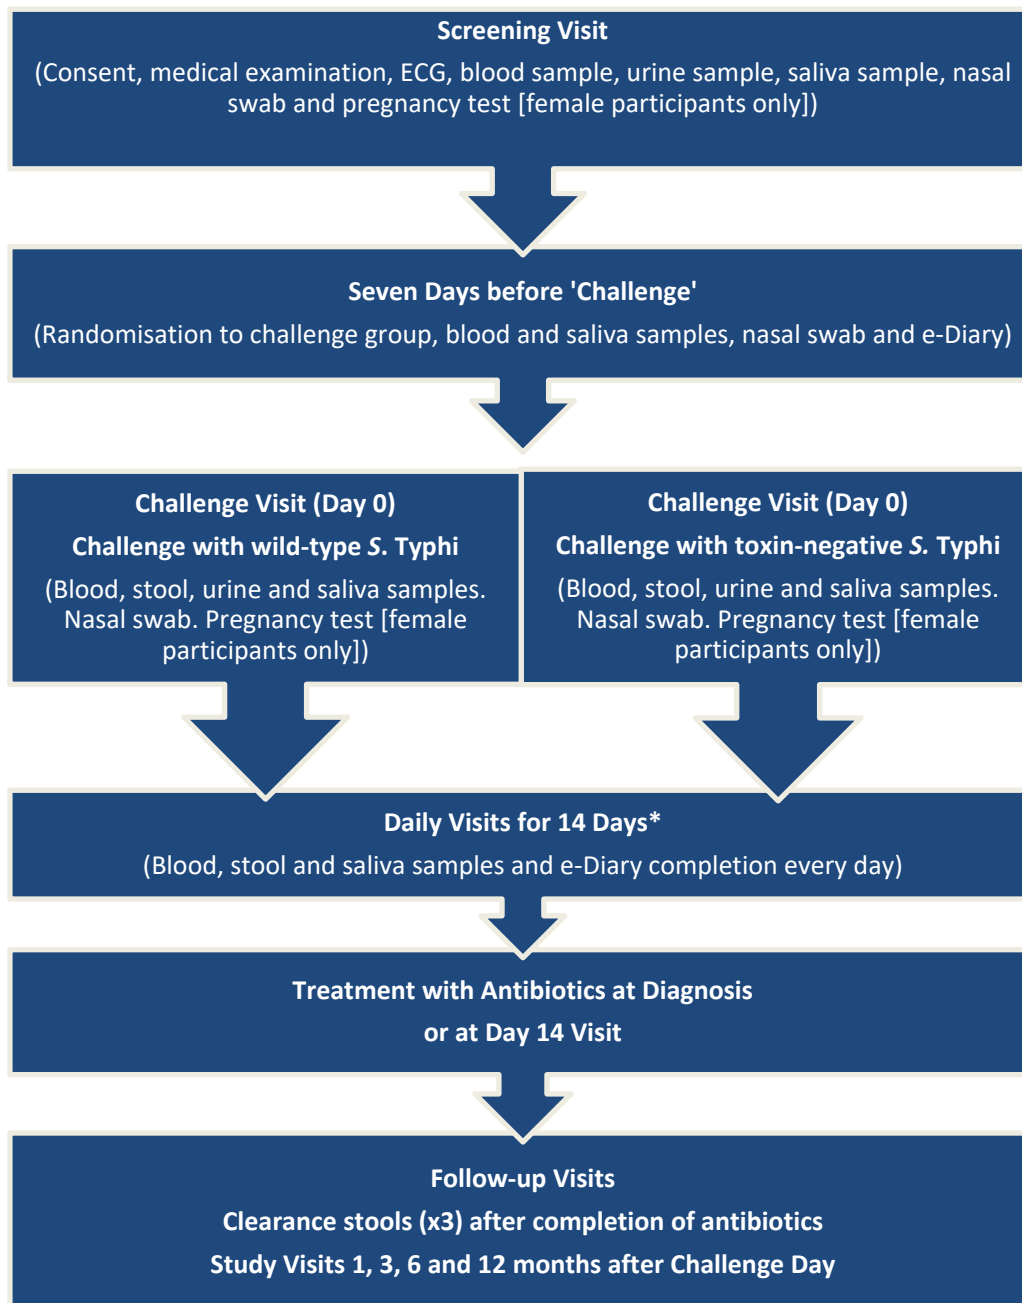 Screening Visit
(Consent, medical examination, ECG, blood sample, urine sample, saliva sample, nasal
swab and pregnancy test [female participants only])
Seven Days before 'Challenge'
(Randomisation to challenge group, blood and saliva samples, nasal swab and e-Diary)
Challenge Visit (Day 0)
Challenge with wild-type S. Typhi
(Blood, stool, urine and saliva samples.
Nasal swab. Pregnancy test [female
participants only])
Challenge Visit (Day 0)
Challenge with toxin-negative S. Typhi
(Blood, stool, urine and saliva samples.
Nasal swab. Pregnancy test [female
participants only])
Daily Visits for 14 Days*
(Blood, stool and saliva samples and e-Diary completion every day)
Treatment with Antibiotics at Diagnosis
or at Day 14 Visit
Follow-up Visits
Clearance stools (x3) after completion of antibiotics
Study Visits 1, 3, 6 and 12 months after Challenge Day